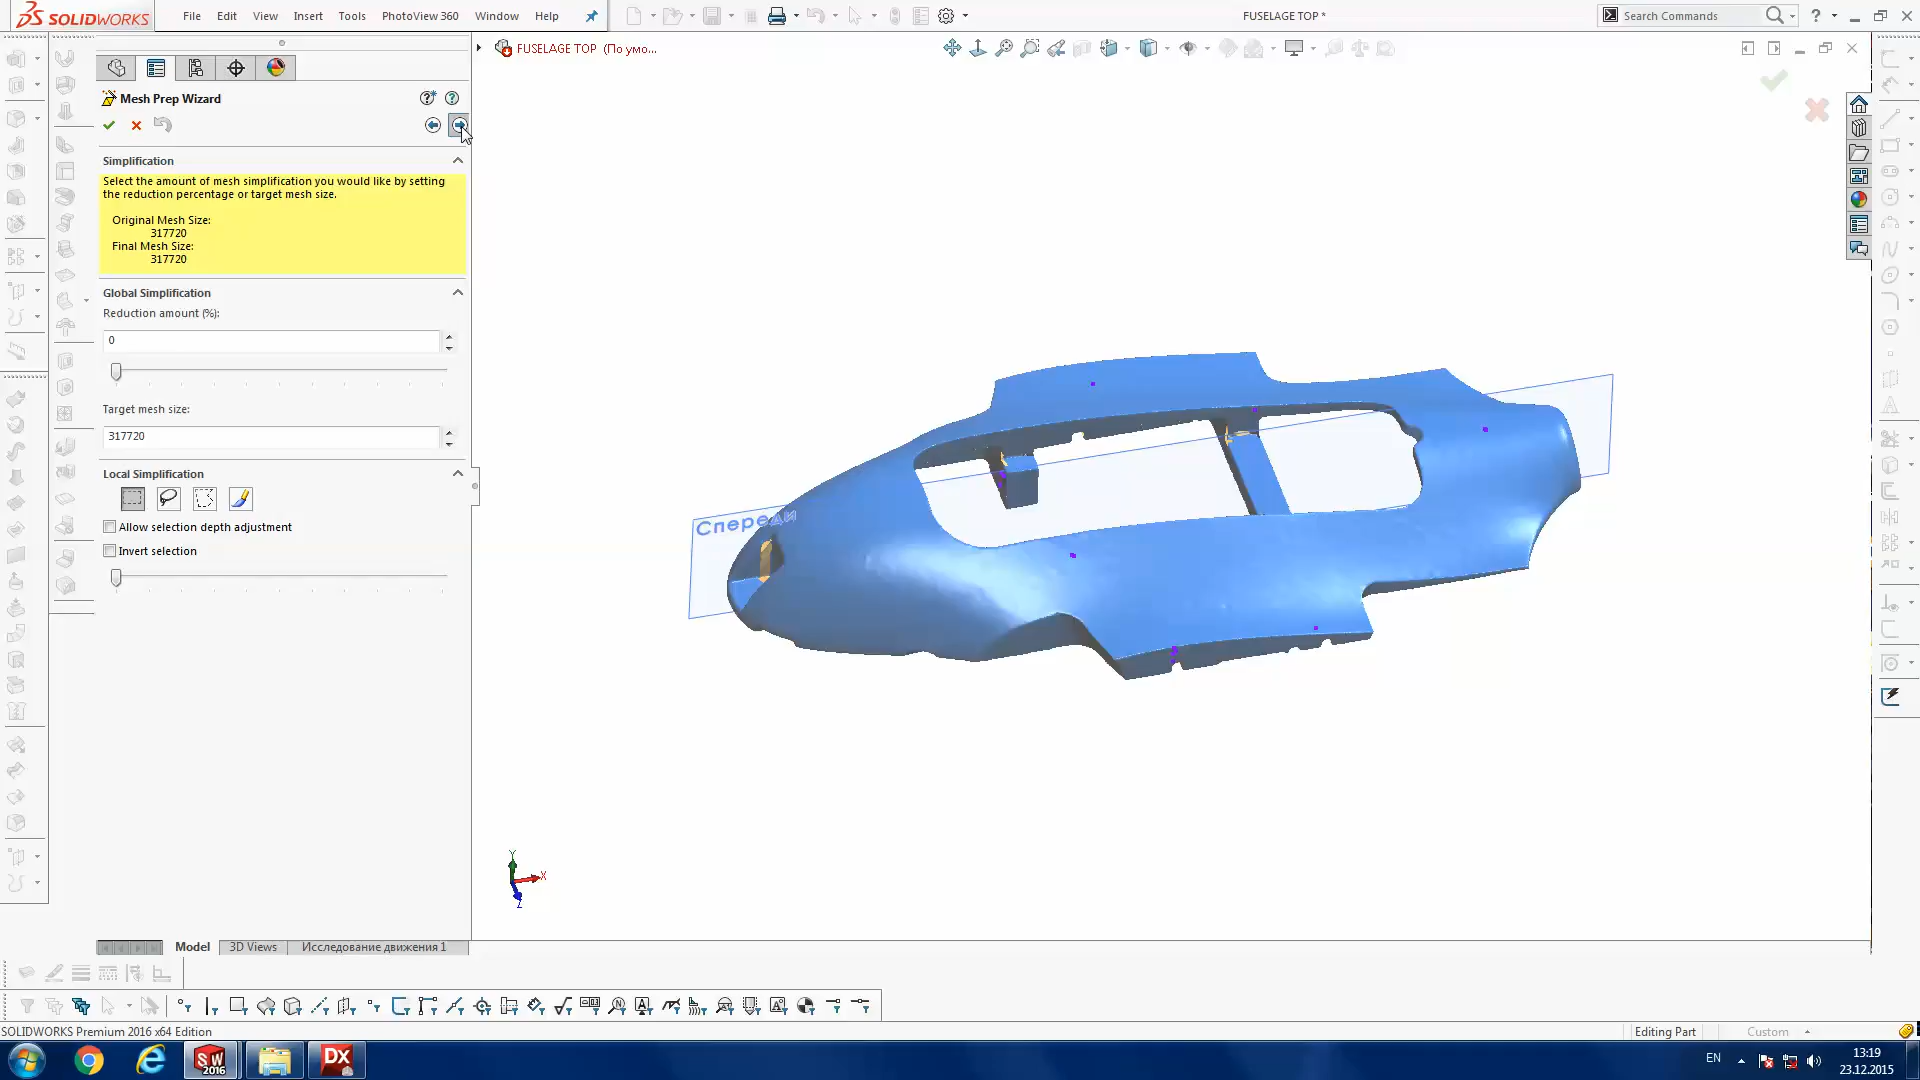 SOLIDWORKS
File Edit View Insert Tools PhotoView 360 Window Help
FUSELAGE TOP *
Search Commands
FUSELAGE TOP (По умо...
Mesh Prep Wizard
Simplification
Select the amount of mesh simplification you would like by setting
the reduction percentage or target mesh size.
Original Mesh Size:
317720
Final Mesh Size:
317720
Global Simplification
Reduction amount (%):
0
Target mesh size:
317720
Local Simplification
Allow selection depth adjustment
Invert selection
Спереди
Y
X
Z
Model 3D Views Исследование движения 1
SOLIDWORKS Premium 2016 x64 Edition
Editing Part
Custom
SW
2016
DX
EN
13:19
23.12.2015